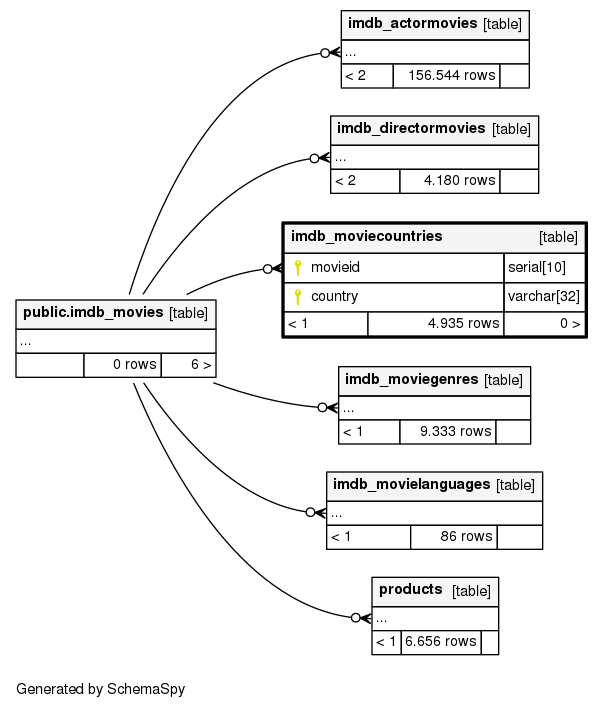 imdb_actormovies [table]
...
< 2 156.544 rows
imdb_directormovies [table]
...
< 2 4.180 rows
imdb_moviecountries [table]
movieid serial[10]
country varchar[32]
< 1 4.935 rows 0 >
public.imdb_movies [table]
...
0 rows 6 >
imdb_moviegenres [table]
...
< 1 9.333 rows
imdb_movielanguages [table]
...
< 1 86 rows
products [table]
...
< 1 6.656 rows
Generated by SchemaSpy